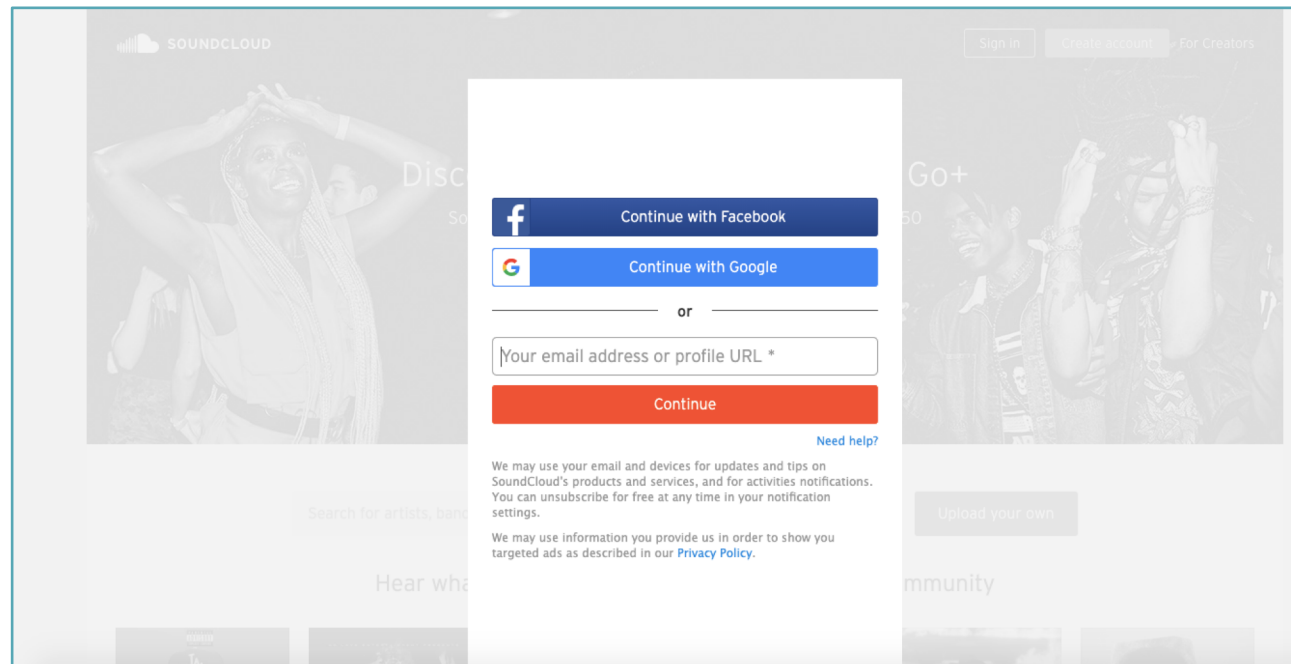 SOUNDCLOUD
Sign in
Create account
For Creators
Go+
50
Continue with Facebook
Continue with Google
or
Your email address or profile URL *
Continue
Need help?
We may use your email and devices for updates and tips on
SoundCloud's products and services, and for activities notifications.
You can unsubscribe for free at any time in your notification
settings.
We may use information you provide us in order to show you
targeted ads as described in our Privacy Policy.
Search for artists,
Upload your own
Hear